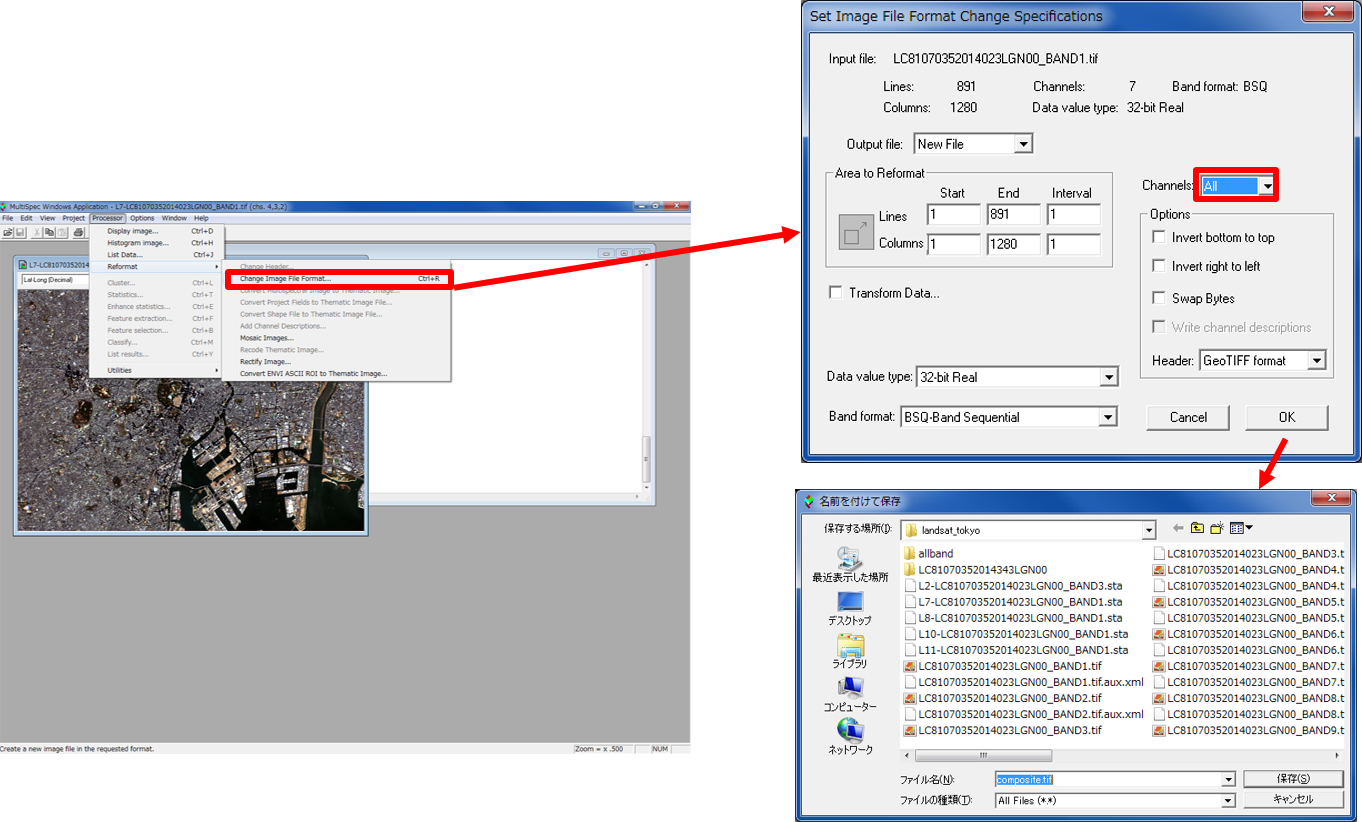 MultiSpec Windows Application - L7-LC81070352014023LGN00_BAND1.tif (chs. 4,3,2)
File Edit View Project Processor Options Window Help
Display image... Ctrl+D
Histogram image... Ctrl+H
List Data... Ctrl+J
Reformat
Cluster... Ctrl+L
Statistics... Ctrl+T
Enhance statistics... Ctrl+E
Feature extraction... Ctrl+F
Feature selection... Ctrl+B
Classify... Ctrl+M
List results... Ctrl+Y
Utilities
Change Header...
Change Image File Format... Ctrl+R
Convert Multispectral Image to Thematic Image...
Convert Project Fields to Thematic Image File...
Convert Shape File to Thematic Image File...
Add Channel Descriptions...
Mosaic Images...
Recode Thematic Image...
Rectify Image...
Convert ENVI ASCII ROI to Thematic Image...
L7-LC8107035201
Lat-Long (Decimal)
Create a new image file in the requested format.
Zoom = x .500
NUM
Set Image File Format Change Specifications
Input file: LC81070352014023LGN00_BAND1.tif
Lines: 891 Channels: 7 Band format: BSQ
Columns: 1280 Data value type: 32-bit Real
Output file: New File
Area to Reformat
Start End Interval
Lines 1 891 1
Columns 1 1280 1
Transform Data...
Channels: All
Options
Invert bottom to top
Invert right to left
Swap Bytes
Write channel descriptions
Header: GeoTIFF format
Data value type: 32-bit Real
Band format: BSQ-Band Sequential
Cancel
OK
名前を付けて保存
保存する場所(I): landsat_tokyo
最近表示した場所
デスクトップ
ライブラリ
コンピューター
ネットワーク
allband
LC81070352014343LGN00
L2-LC81070352014023LGN00_BAND3.sta
L7-LC81070352014023LGN00_BAND1.sta
L8-LC81070352014023LGN00_BAND1.sta
L10-LC81070352014023LGN00_BAND1.sta
L11-LC81070352014023LGN00_BAND1.sta
LC81070352014023LGN00_BAND1.tif
LC81070352014023LGN00_BAND1.tif.aux.xml
LC81070352014023LGN00_BAND2.tif
LC81070352014023LGN00_BAND2.tif.aux.xml
LC81070352014023LGN00_BAND3.tif
LC81070352014023LGN00_BAND3.t
LC81070352014023LGN00_BAND4.t
LC81070352014023LGN00_BAND4.t
LC81070352014023LGN00_BAND5.t
LC81070352014023LGN00_BAND5.t
LC81070352014023LGN00_BAND6.t
LC81070352014023LGN00_BAND6.t
LC81070352014023LGN00_BAND7.t
LC81070352014023LGN00_BAND7.t
LC81070352014023LGN00_BAND8.t
LC81070352014023LGN00_BAND8.t
LC81070352014023LGN00_BAND9.t
ファイル名(N): composite.tif
保存(S)
ファイルの種類(T): All Files (*.*)
キャンセル